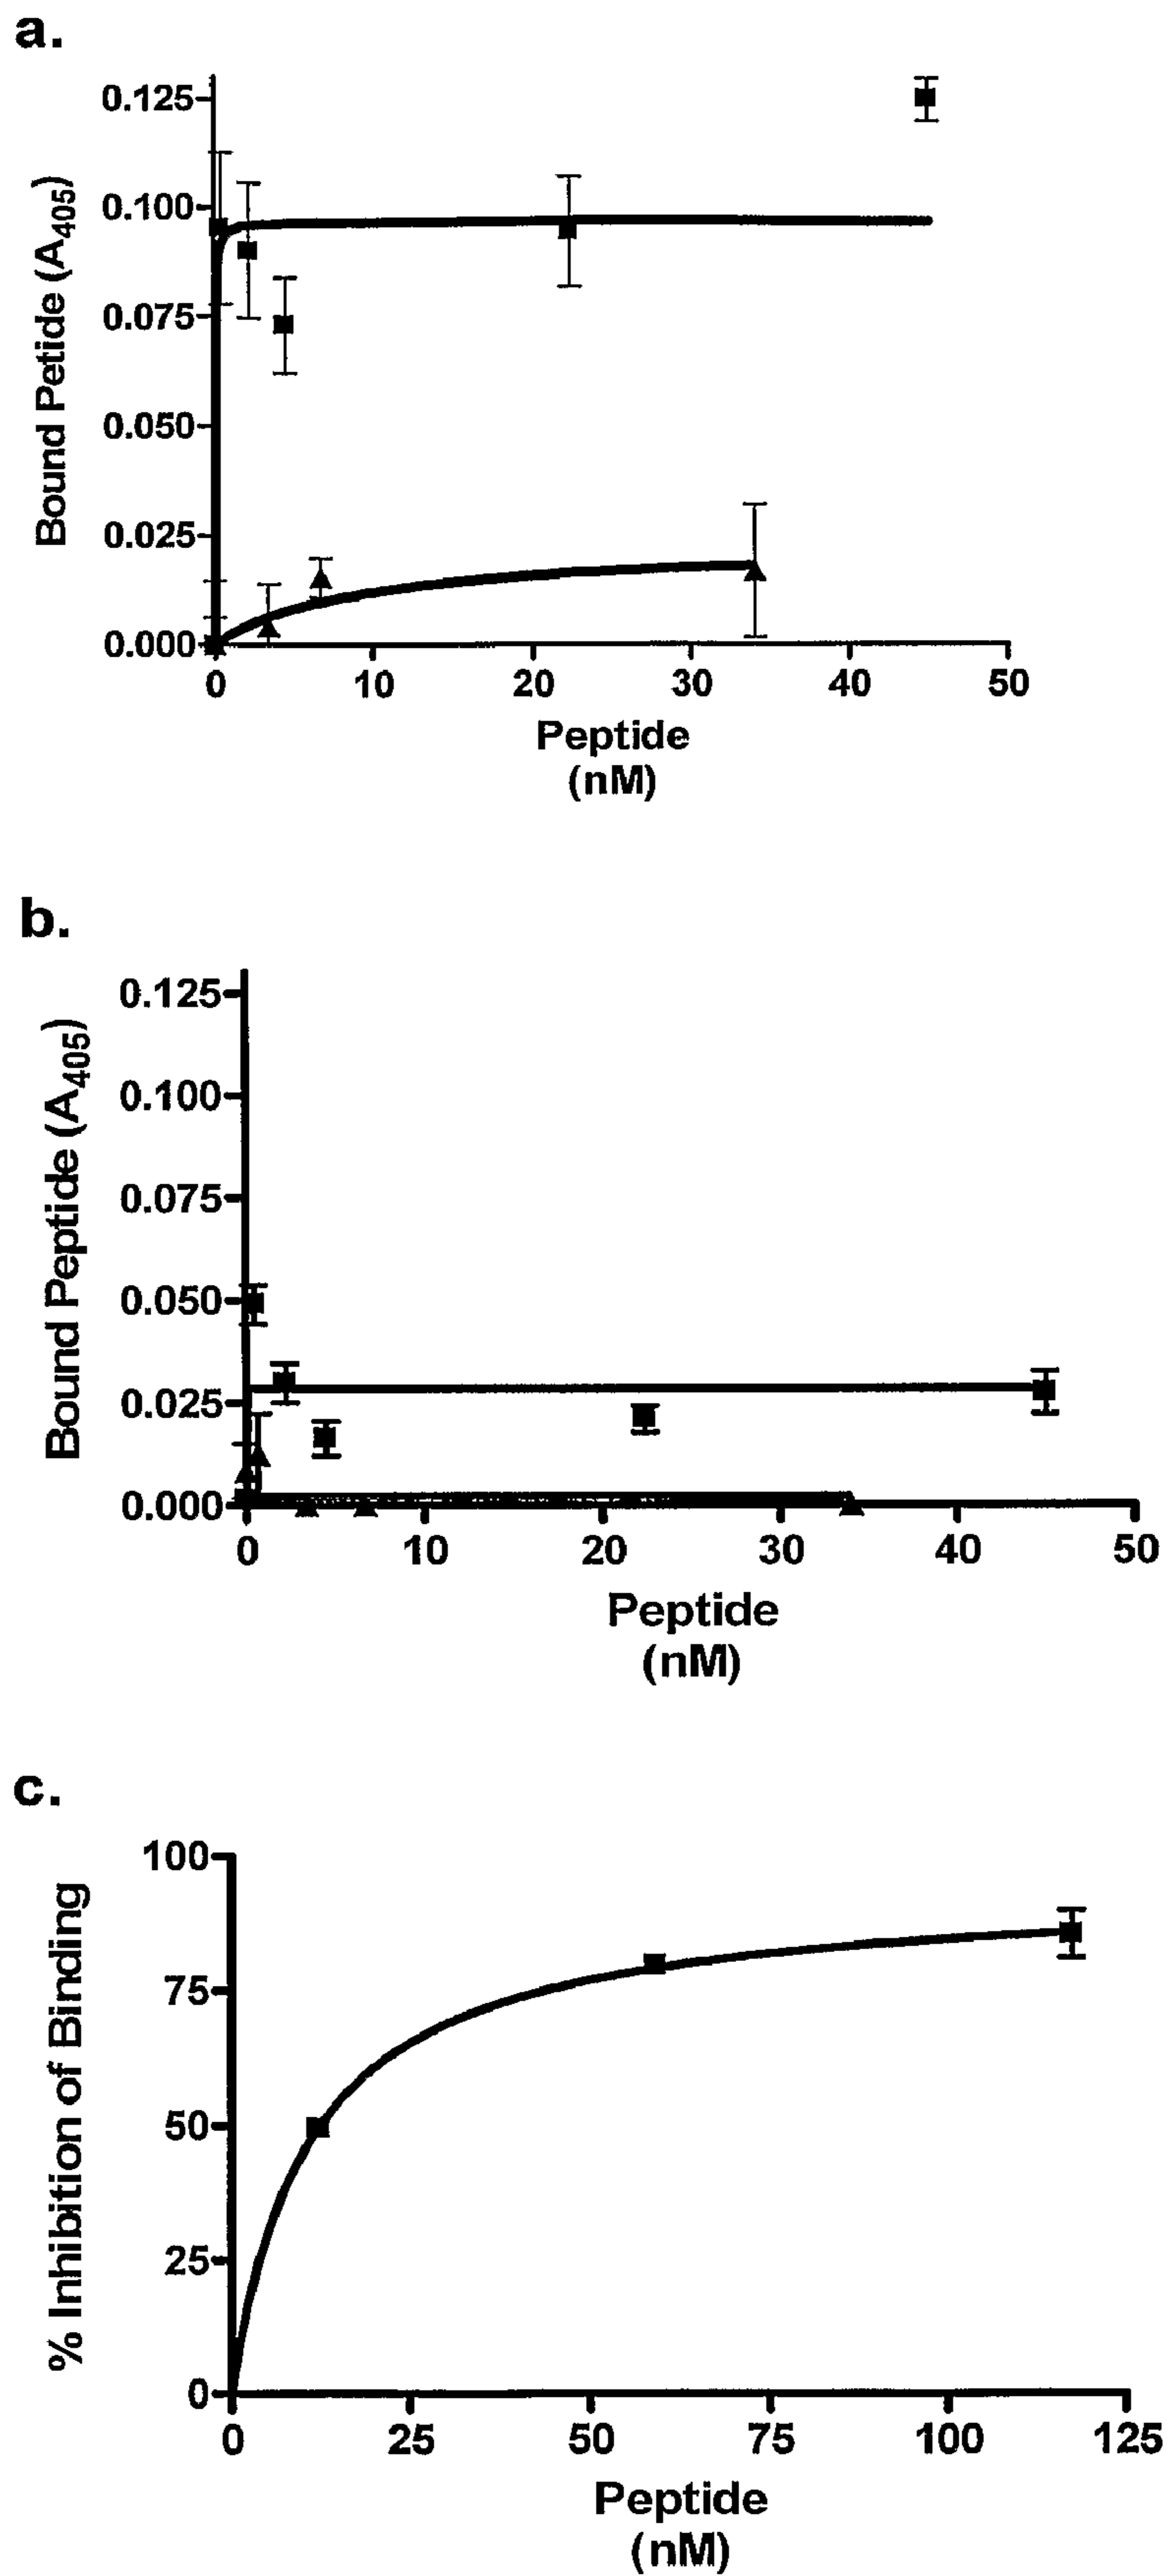 a.
Bound Petide (A405)
0.125
0.100
0.075
0.050
0.025
0.000
0 10 20 30 40 50
Peptide
(nM)
b.
Bound Peptide (A405)
0.125
0.100
0.075
0.050
0.025
0.000
0 10 20 30 40 50
Peptide
(nM)
c.
% Inhibition of Binding
100
75
50
25
0
0 25 50 75 100 125
Peptide
(nM)